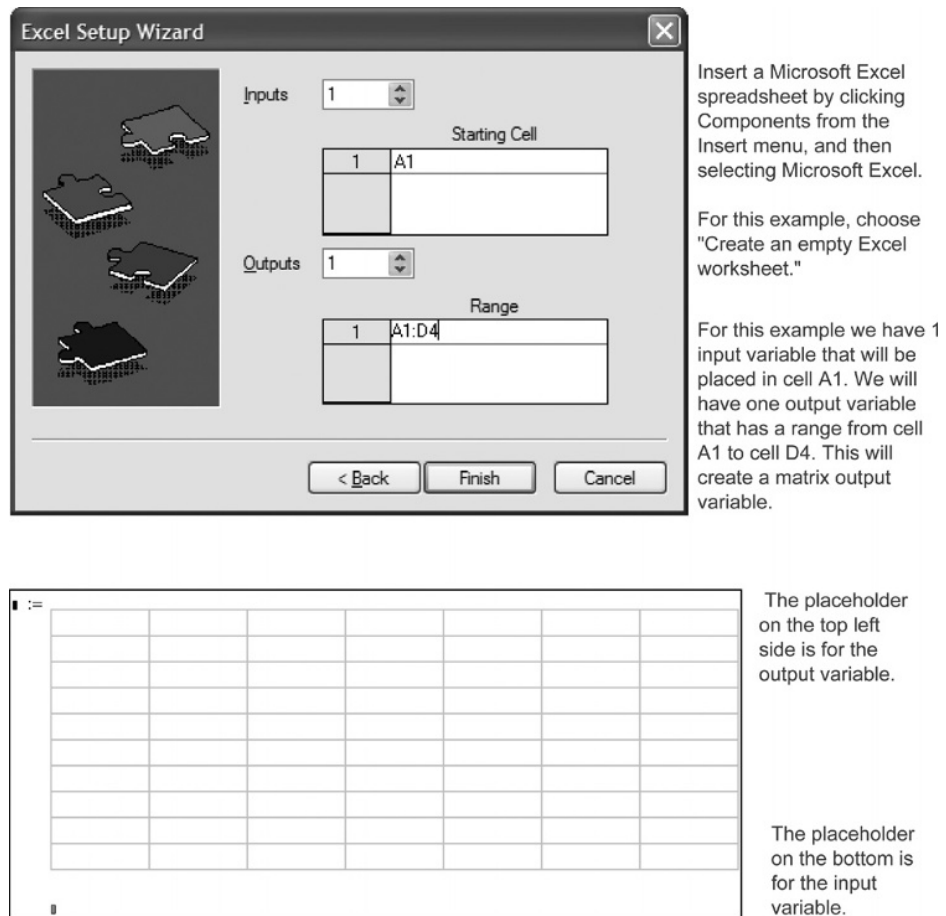 Excel Setup Wizard
Inputs
1
Starting Cell
1 A1
Outputs
1
Range
1 A1:D4
< Back
Finish
Cancel
Insert a Microsoft Excel
spreadsheet by clicking
Components from the
Insert menu, and then
selecting Microsoft Excel.
For this example, choose
"Create an empty Excel
worksheet."
For this example we have 1
input variable that will be
placed in cell A1. We will
have one output variable
that has a range from cell
A1 to cell D4. This will
create a matrix output
variable.
:=
The placeholder
on the top left
side is for the
output variable.
The placeholder
on the bottom is
for the input
variable.